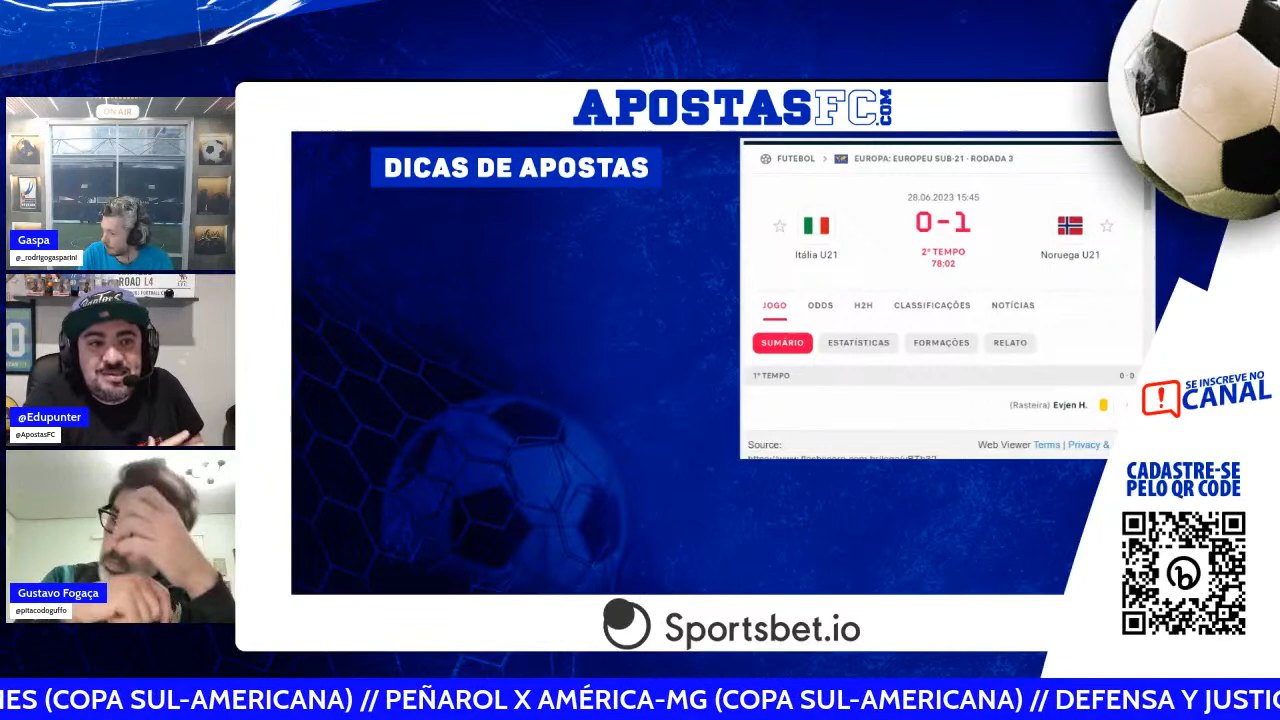 ON AIR
Gaspa
@_rodrigogasparini
ROAD L4
Santos
@Edupunter
@ApostasFC
Gustavo Fogaça
@pitacodoguffo
APOSTASFC.COM
DICAS DE APOSTAS
FUTEBOL > EUROPA: EUROPEU SUB-21 - RODADA 3
28.06.2023 15:45
0-1
2º TEMPO
78:02
Itália U21
Noruega U21
JOGO ODDS H2H CLASSIFICAÇÕES NOTÍCIAS
SUMÁRIO ESTATÍSTICAS FORMAÇÕES RELATO
1º TEMPO 0 - 0
(Rasteira) Evjen H.
Source: Web Viewer Terms | Privacy &
Sportsbet.io
! SE INSCREVE NO
CANAL
CADASTRE-SE
PELO QR CODE
b
MES (COPA SUL-AMERICANA) // PEÑAROL X AMÉRICA-MG (COPA SUL-AMERICANA) // DEFENSA Y JUSTIC